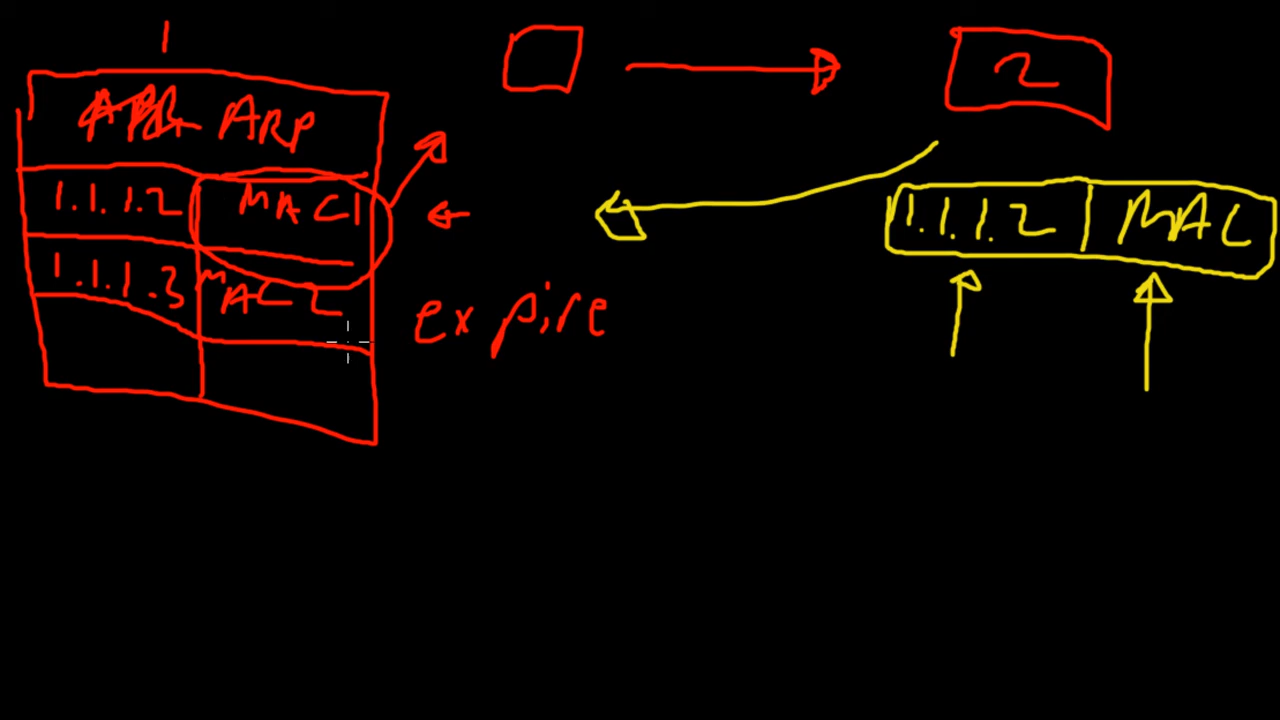 1
ARP
1.1.1.2 MAC1
1.1.1.3 MAC2
expire
2
1.1.1.2 MAC